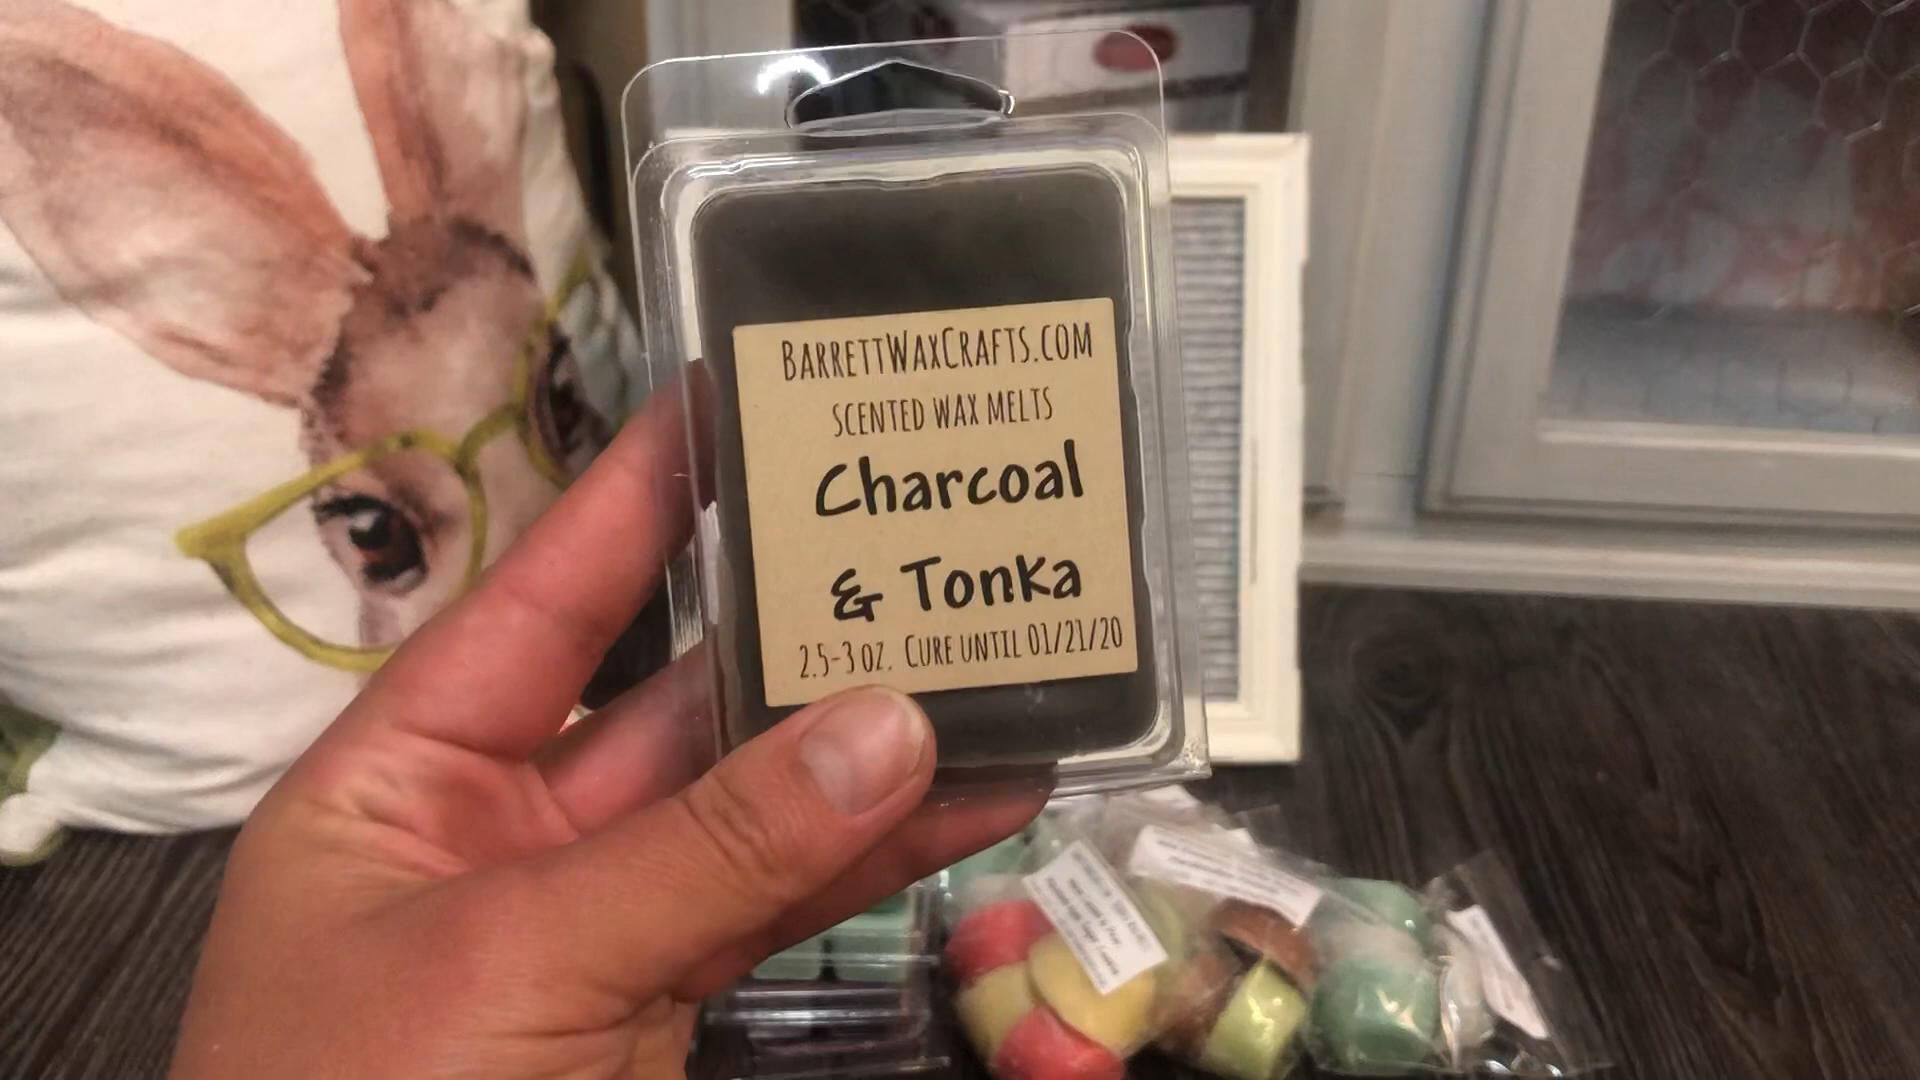 BARRETTWAXCRAFTS.COM
SCENTED WAX MELTS
Charcoal
& Tonka
2.5-3 OZ. CURE UNTIL 01/21/20